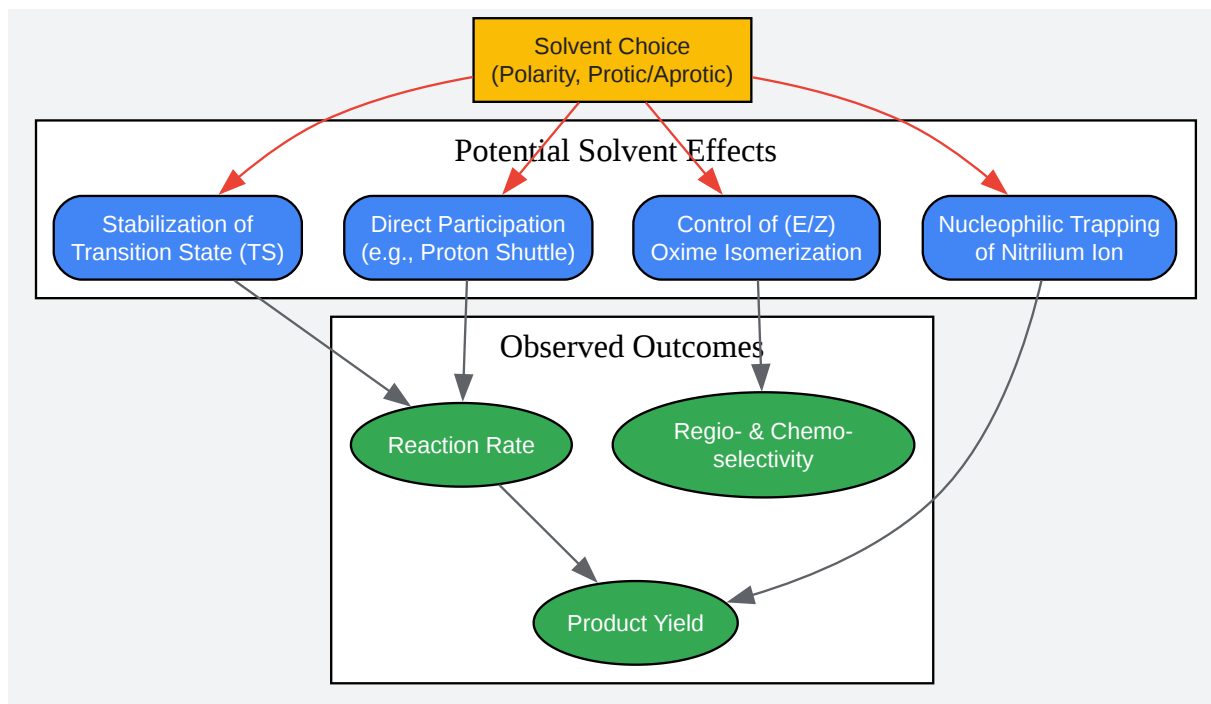 Solvent Choice
(Polarity, Protic/Aprotic)
Potential Solvent Effects
Stabilization of
Transition State (TS)
Direct Participation
(e.g., Proton Shuttle)
Control of (E/Z)
Oxime Isomerization
Nucleophilic Trapping
of Nitrilium Ion
Observed Outcomes
Reaction Rate
Regio- & Chemo-
selectivity
Product Yield